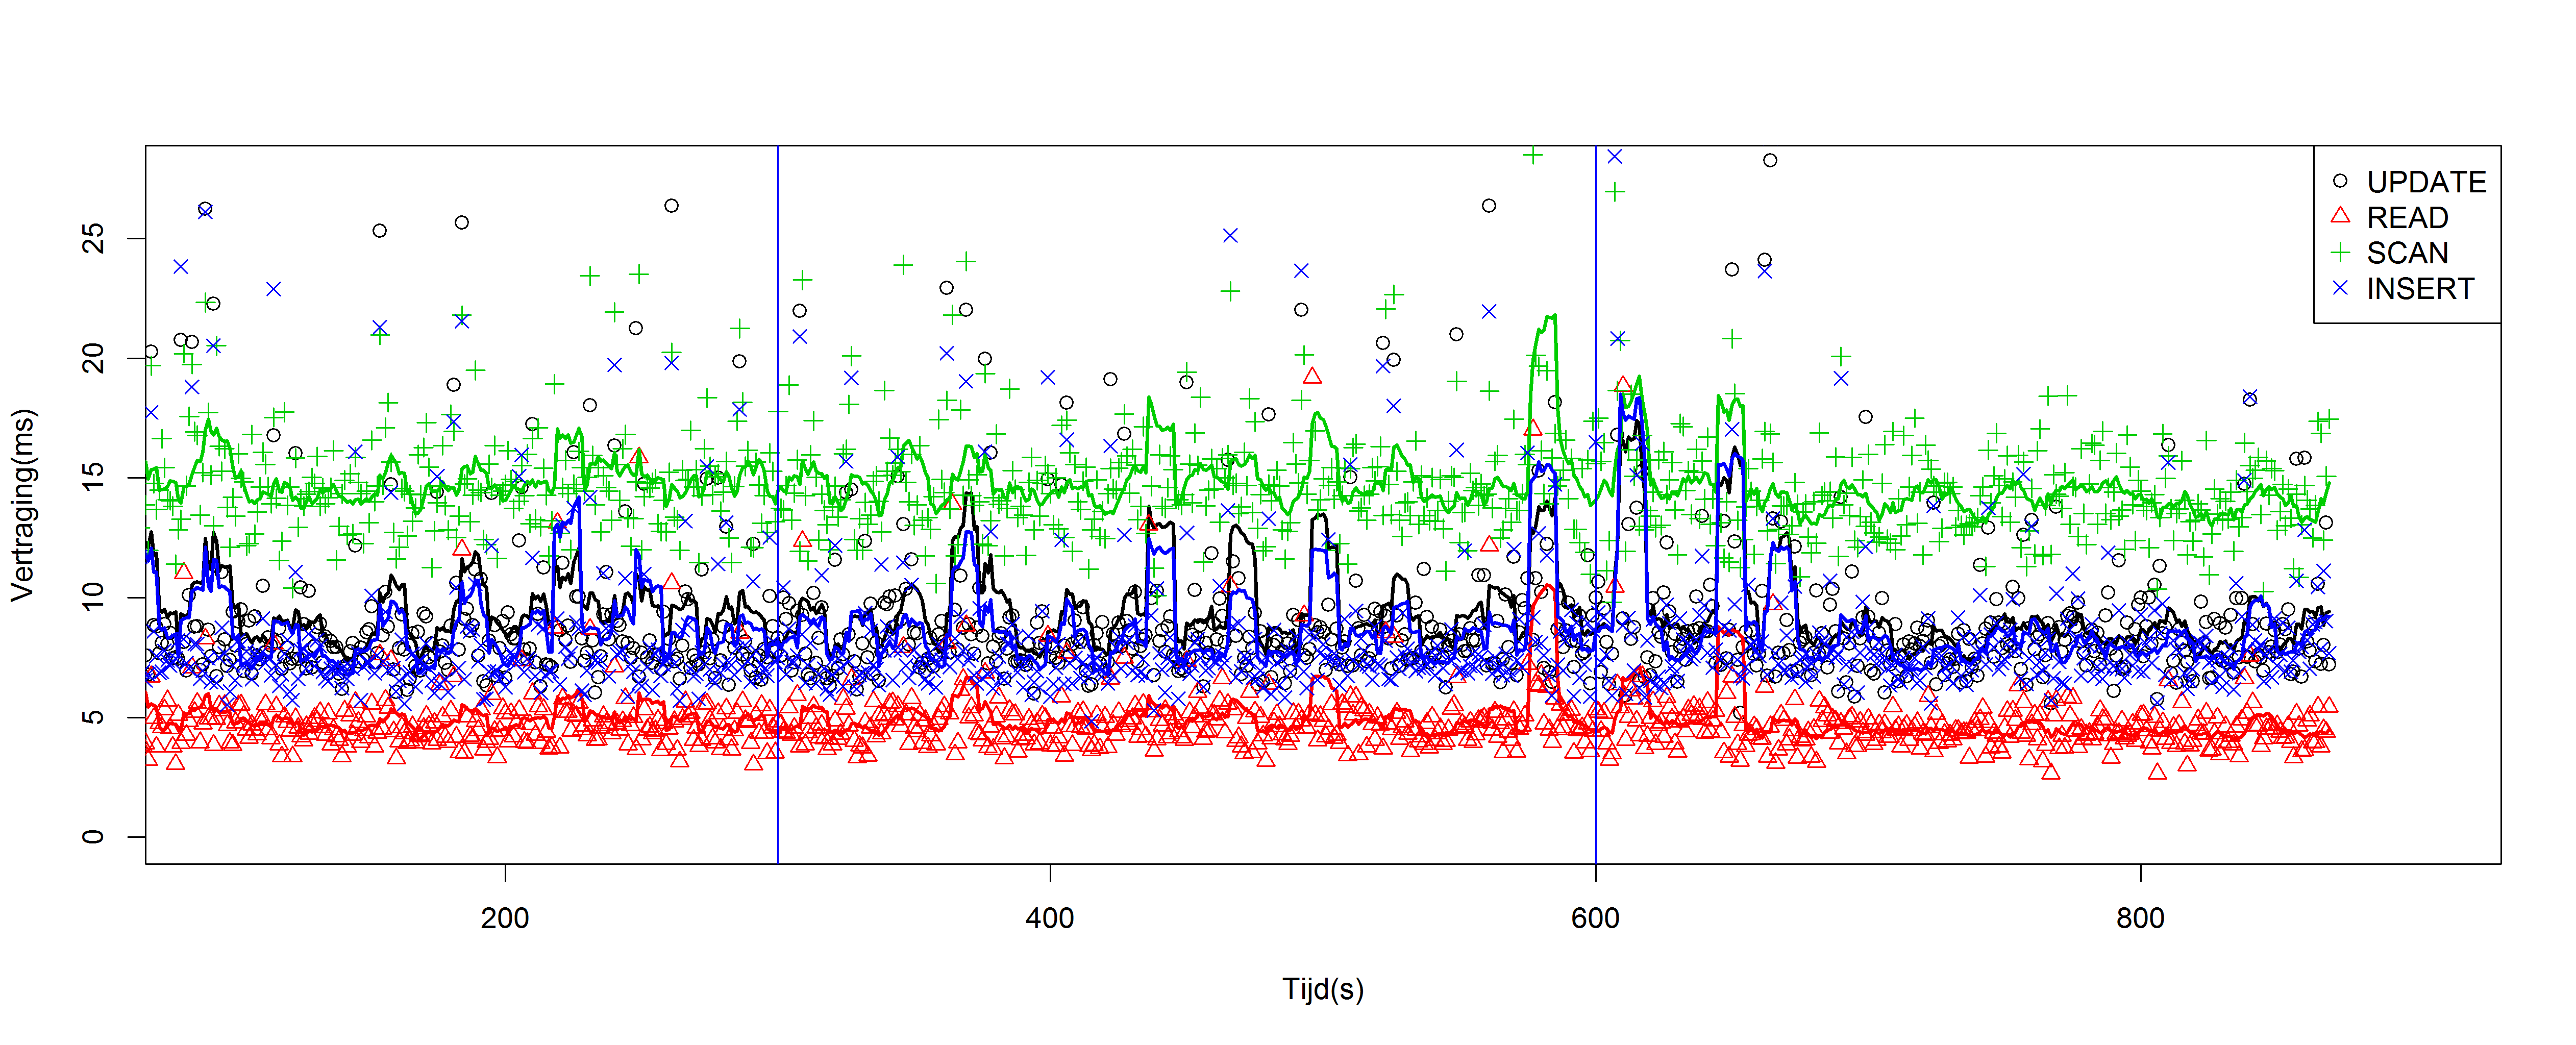 UPDATE
READ
SCAN
INSERT
Vertraging(ms)
25
20
15
10
5
0
200 400 600 800
Tijd(s)